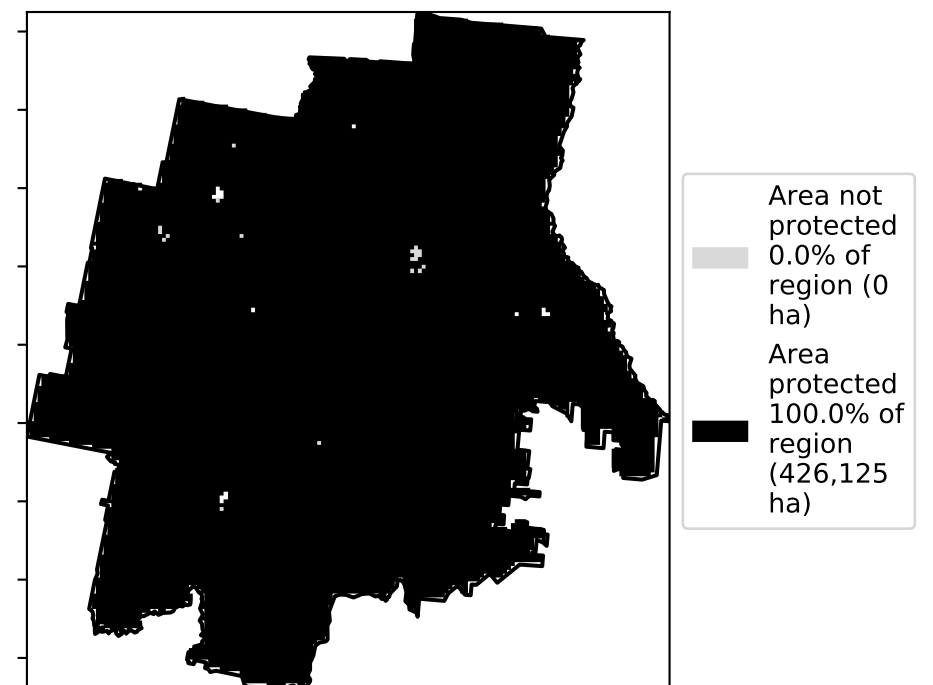 Area not
protected
0.0% of
region (0
ha)
Area
protected
100.0% of
region
(426,125
ha)